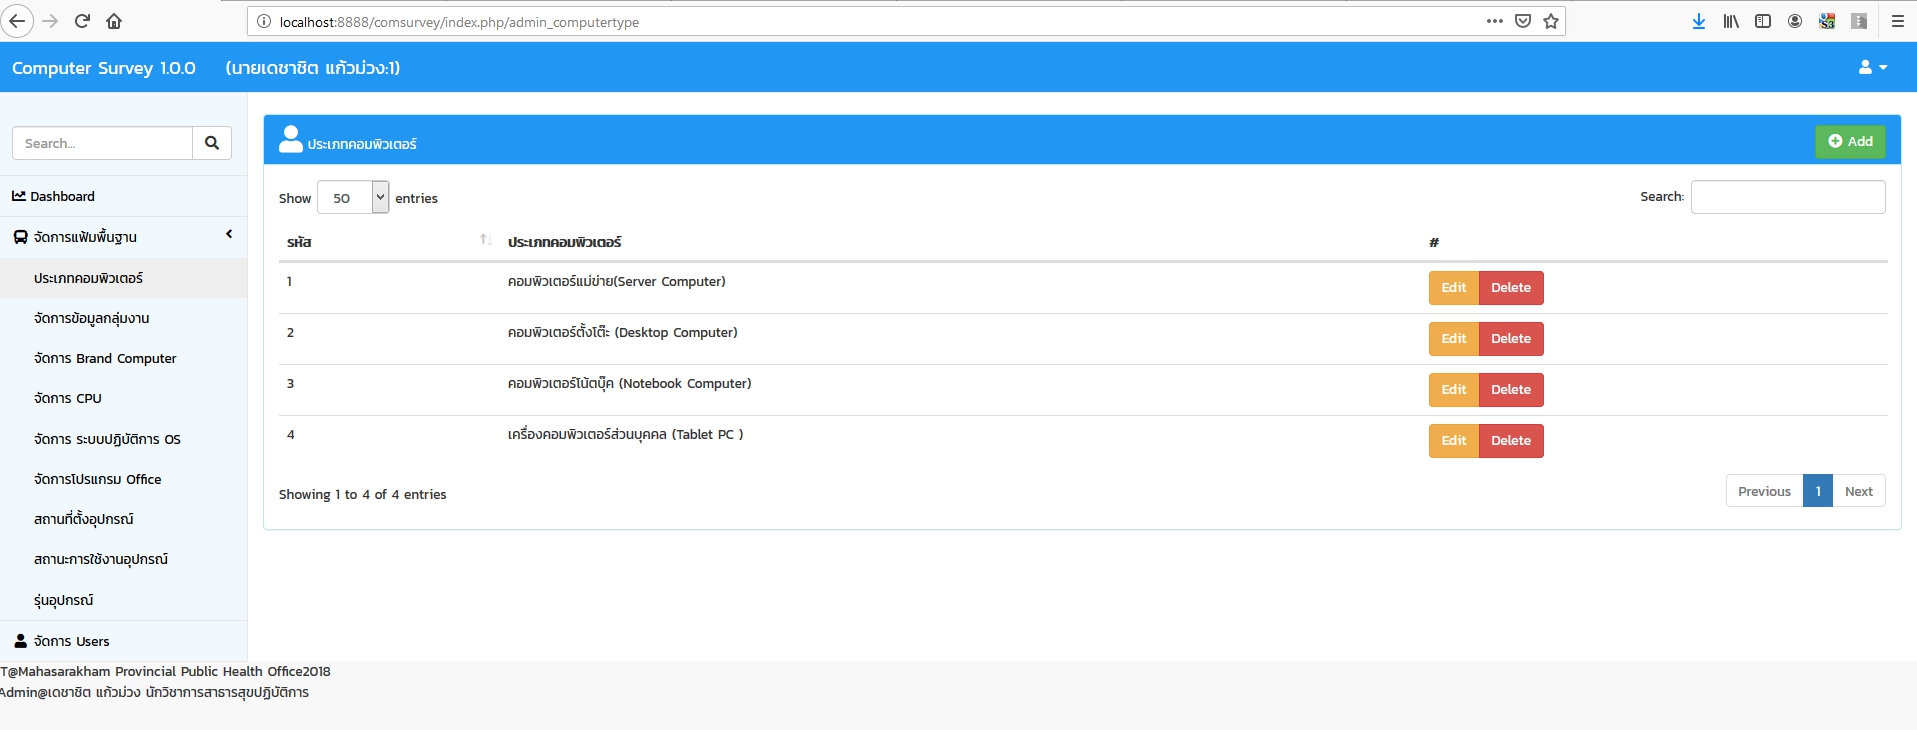 localhost:8888/comsurvey/index.php/admin_computertype
Computer Survey 1.0.0 (นายเดชาชิต แก้วม่วง:1)
Search...
Dashboard
จัดการแฟ้มพื้นฐาน
ประเภทคอมพิวเตอร์
จัดการข้อมูลกลุ่มงาน
จัดการ Brand Computer
จัดการ CPU
จัดการ ระบบปฏิบัติการ OS
จัดการโปรแกรม Office
สถานที่ตั้งอุปกรณ์
สถานะการใช้งานอุปกรณ์
รุ่นอุปกรณ์
จัดการ Users
ประเภทคอมพิวเตอร์ Add
Show 50 entries Search:
รหัส ประเภทคอมพิวเตอร์ #
1 คอมพิวเตอร์แม่ข่าย(Server Computer) Edit Delete
2 คอมพิวเตอร์ตั้งโต๊ะ (Desktop Computer) Edit Delete
3 คอมพิวเตอร์โน้ตบุ๊ค (Notebook Computer) Edit Delete
4 เครื่องคอมพิวเตอร์ส่วนบุคคล (Tablet PC ) Edit Delete
Showing 1 to 4 of 4 entries Previous 1 Next
T@Mahasarakham Provincial Public Health Office2018
Admin@เดชาชิต แก้วม่วง นักวิชาการสาธารสุขปฏิบัติการ